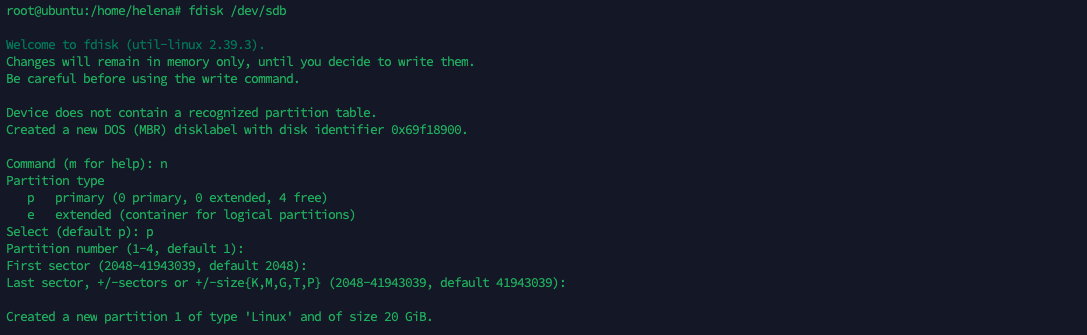 root@ubuntu:/home/helena# fdisk /dev/sdb
Welcome to fdisk (util-linux 2.39.3).
Changes will remain in memory only, until you decide to write them.
Be careful before using the write command.
Device does not contain a recognized partition table.
Created a new DOS (MBR) disklabel with disk identifier 0x69f18900.
Command (m for help): n
Partition type
   p   primary (0 primary, 0 extended, 4 free)
   e   extended (container for logical partitions)
Select (default p): p
Partition number (1-4, default 1):
First sector (2048-41943039, default 2048):
Last sector, +/-sectors or +/-size{K,M,G,T,P} (2048-41943039, default 41943039):
Created a new partition 1 of type 'Linux' and of size 20 GiB.